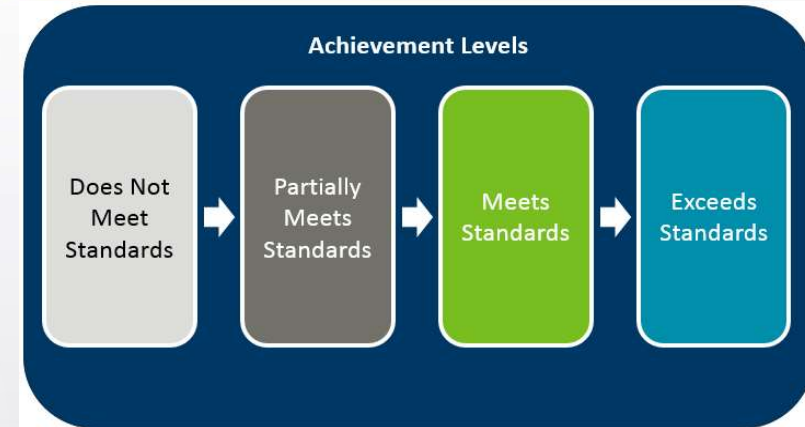 Achievement Levels
Does Not
Meet
Standards
Partially
Meets
Standards
Meets
Standards
Exceeds
Standards